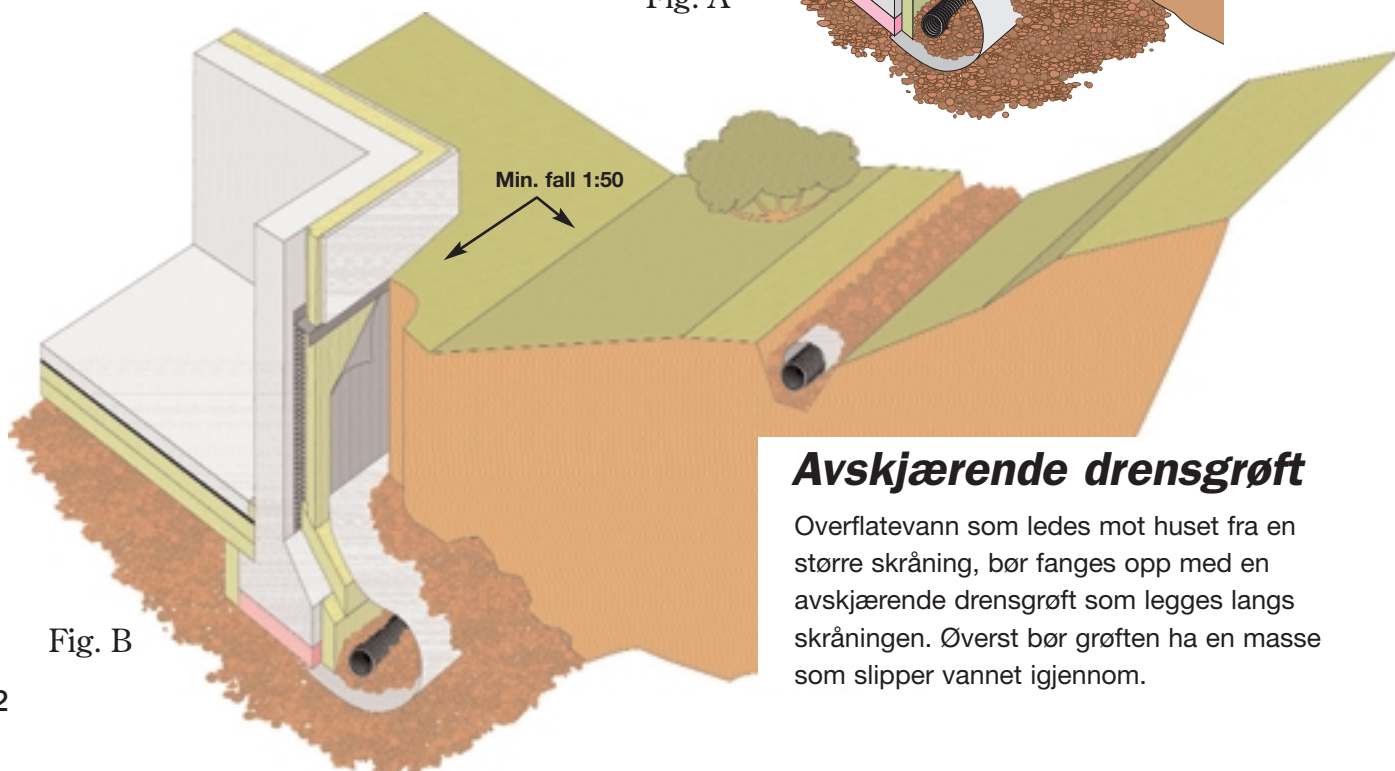 Fig. A
Min. fall 1:50
Avskjærende drensgrøft
Overflatevann som ledes mot huset fra en
større skråning, bør fanges opp med en
avskjærende drensgrøft som legges langs
skråningen. Øverst bør grøften ha en masse
som slipper vannet igjennom.
Fig. B
2